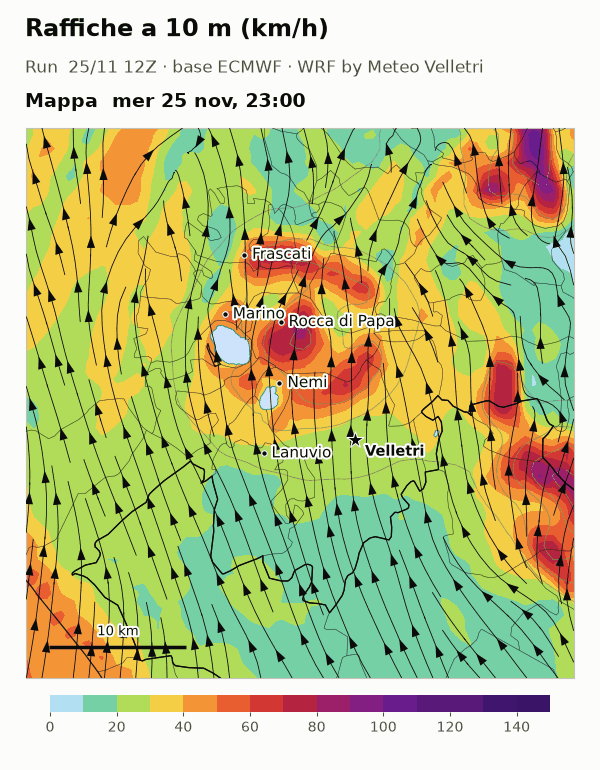 Raffiche a 10 m (km/h)
Run  25/11 12Z · base ECMWF · WRF by Meteo Velletri
Mappa  mer 25 nov, 23:00
Frascati
Marino
Rocca di Papa
Nemi
Lanuvio
Velletri
10 km
0 20 40 60 80 100 120 140